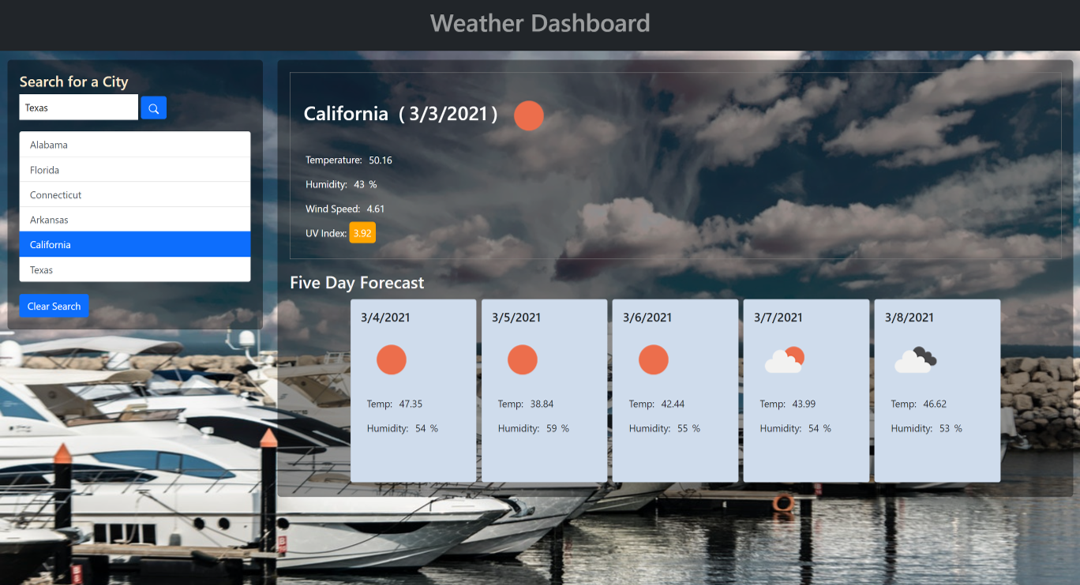 Weather Dashboard
Search for a City
Texas
Alabama
Florida
Connecticut
Arkansas
California
Texas
Clear Search
California ( 3/3/2021 )
Temperature: 50.16
Humidity: 43 %
Wind Speed: 4.61
UV Index: 3.92
Five Day Forecast
3/4/2021
Temp: 47.35
Humidity: 54 %
3/5/2021
Temp: 38.84
Humidity: 59 %
3/6/2021
Temp: 42.44
Humidity: 55 %
3/7/2021
Temp: 43.99
Humidity: 54 %
3/8/2021
Temp: 46.62
Humidity: 53 %